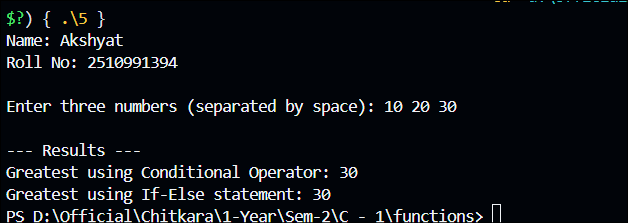 $?) { .\5 }
Name: Akshyat
Roll No: 2510991394
Enter three numbers (separated by space): 10 20 30
--- Results ---
Greatest using Conditional Operator: 30
Greatest using If-Else statement: 30
PS D:\Official\Chitkara\1-Year\Sem-2\C - 1\functions>